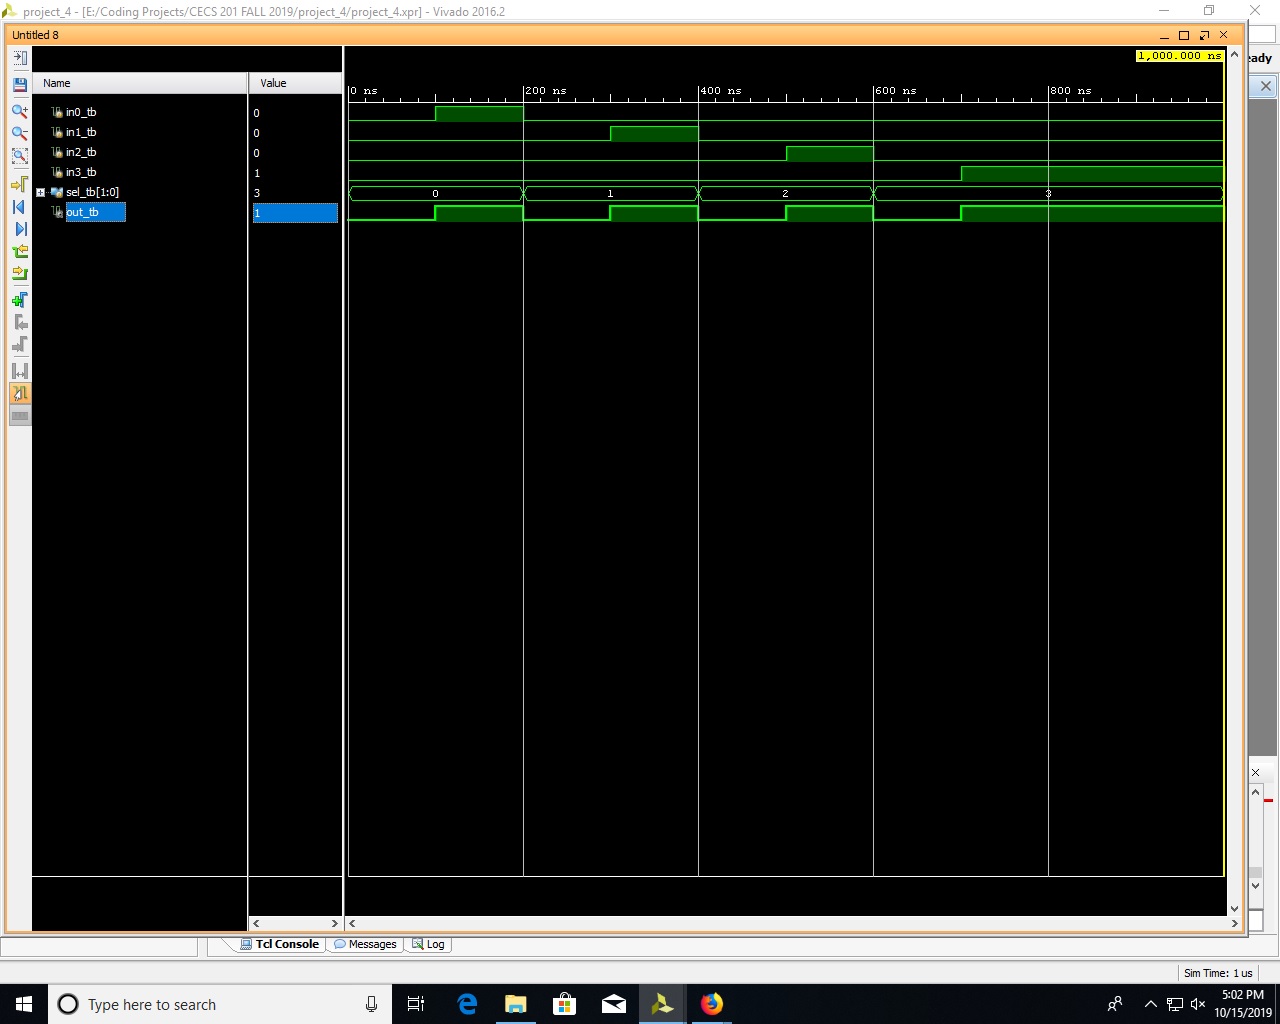 project_4 - [E:/Coding Projects/CECS 201 FALL 2019/project_4/project_4.xpr] - Vivado 2016.2
Untitled 8
eady
1,000.000 ns
Name Value
0 ns 200 ns 400 ns 600 ns 800 ns
in0_tb 0
in1_tb 0
in2_tb 0
in3_tb 1
sel_tb[1:0] 3 0 1 2 3
out_tb 1
Tcl Console Messages Log
Sim Time: 1 us
Type here to search
5:02 PM
10/15/2019